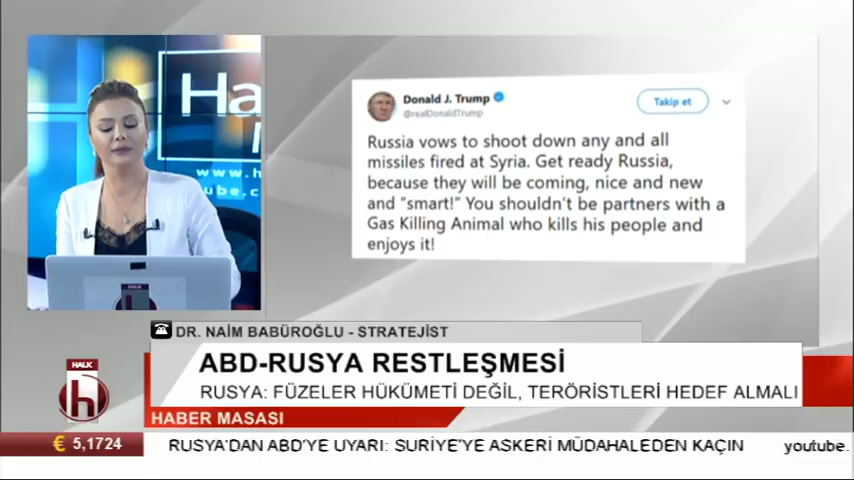 Ha
www.h
ube.c
Donald J. Trump
@realDonaldTrump
Takip et
Russia vows to shoot down any and all
missiles fired at Syria. Get ready Russia,
because they will be coming, nice and new
and “smart!” You shouldn’t be partners with a
Gas Killing Animal who kills his people and
enjoys it!
DR. NAİM BABÜROĞLU - STRATEJİST
ABD-RUSYA RESTLEŞMESİ
RUSYA: FÜZELER HÜKÜMETİ DEĞİL, TERÖRİSTLERİ HEDEF ALMALI
HALK
h
HABER MASASI
€ 5,1724
RUSYA'DAN ABD'YE UYARI: SURİYE'YE ASKERİ MÜDAHALEDEN KAÇIN
youtube.